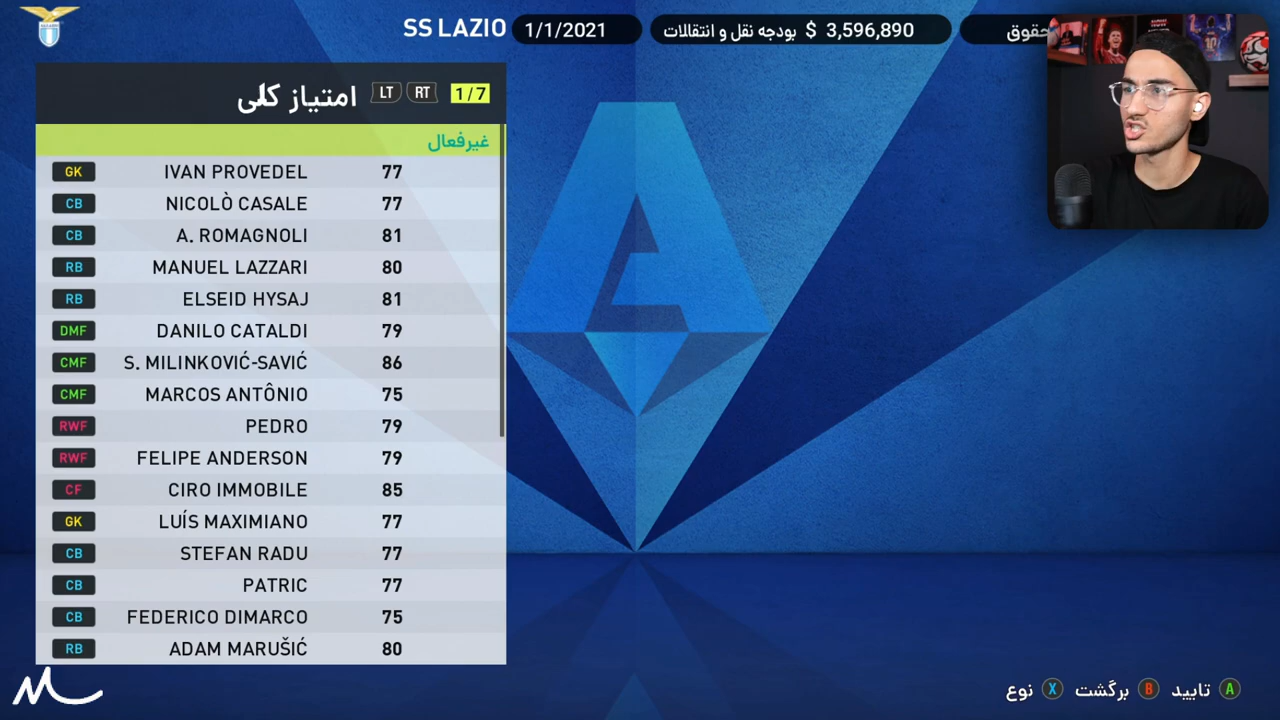 SS LAZIO 1/1/2021 بودجه نقل و انتقالات $ 3,596,890 حقوق
امتیاز کلی LT RT 1/7
غیرفعال
GK IVAN PROVEDEL 77
CB NICOLÒ CASALE 77
CB A. ROMAGNOLI 81
RB MANUEL LAZZARI 80
RB ELSEID HYSAJ 81
DMF DANILO CATALDI 79
CMF S. MILINKOVIĆ-SAVIĆ 86
CMF MARCOS ANTÔNIO 75
RWF PEDRO 79
RWF FELIPE ANDERSON 79
CF CIRO IMMOBILE 85
GK LUÍS MAXIMIANO 77
CB STEFAN RADU 77
CB PATRIC 77
CB FEDERICO DIMARCO 75
RB ADAM MARUŠIĆ 80
نوع X برگشت B تایید A